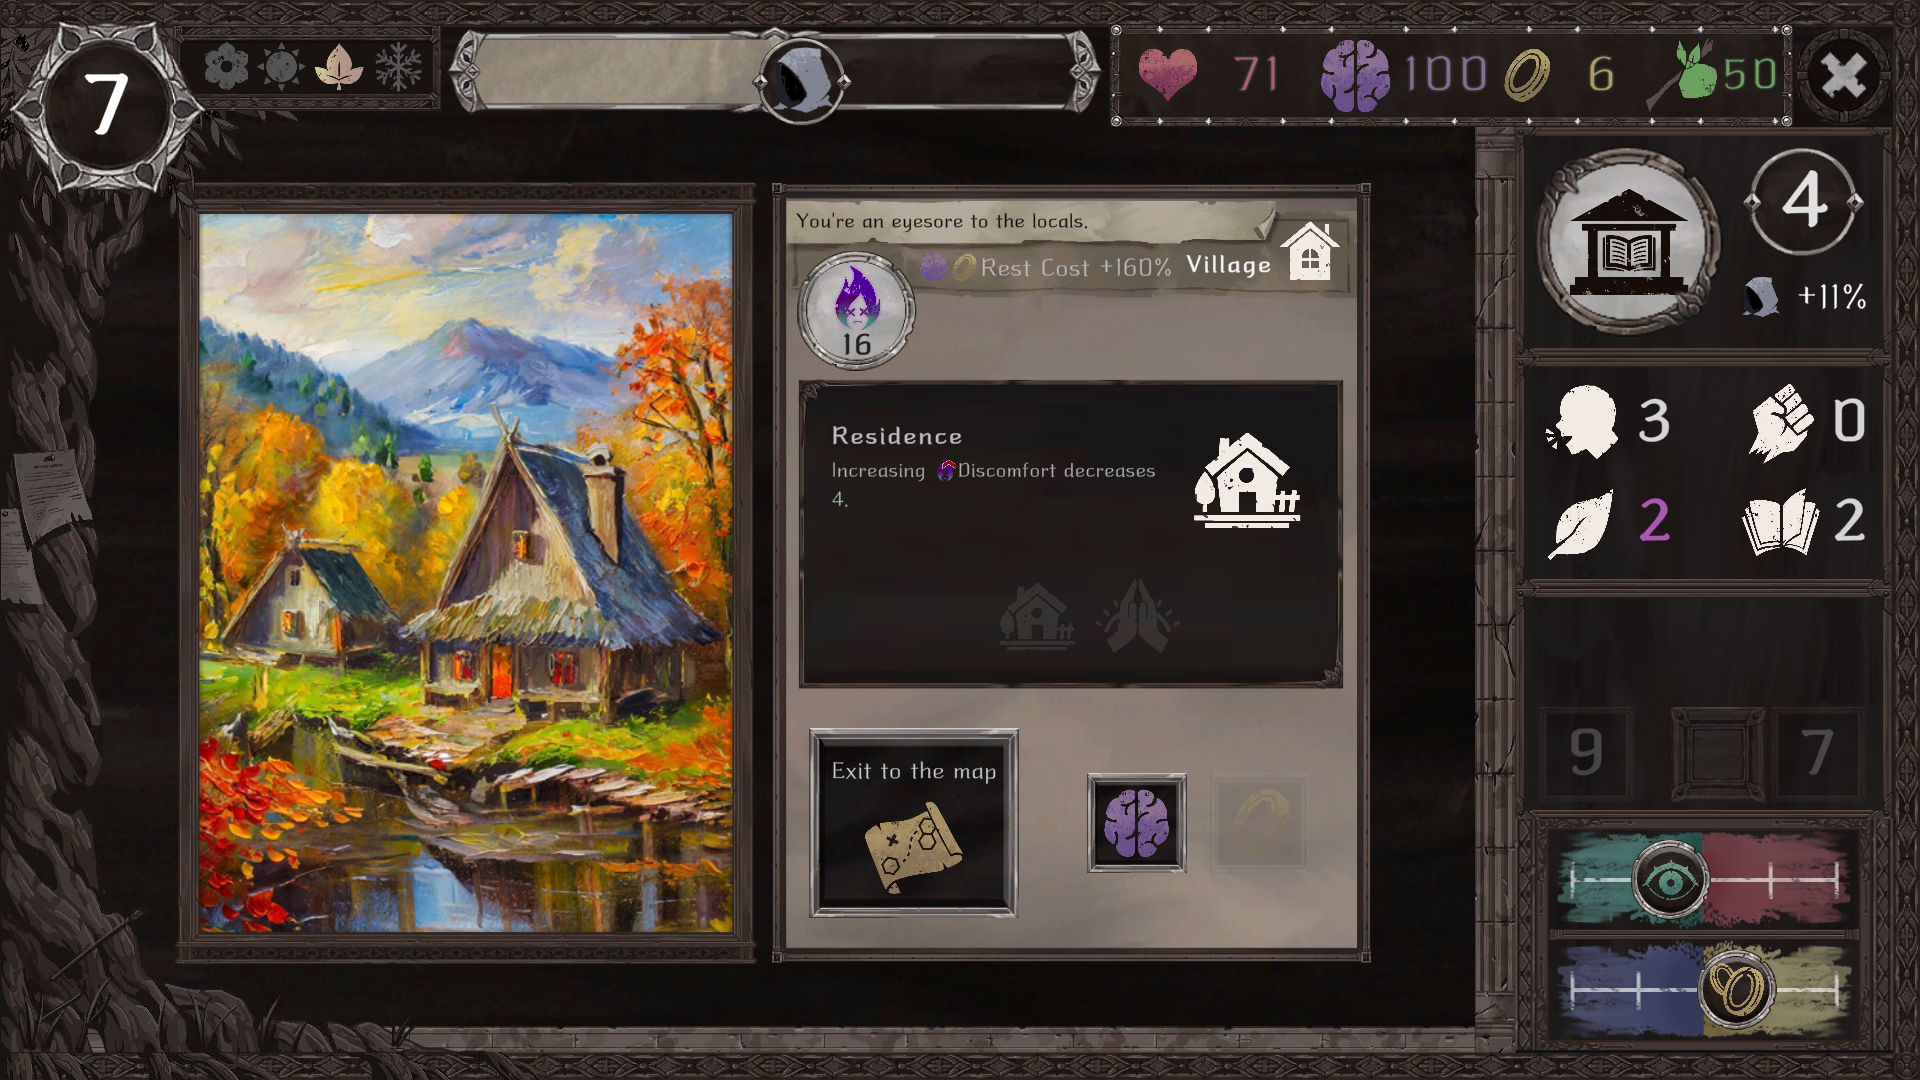 7
71
100
6
50
You're an eyesore to the locals.
Rest Cost +160%
Village
16
Residence
Increasing Discomfort decreases
4.
Exit to the map
4
+11%
3
0
2
2
9
7